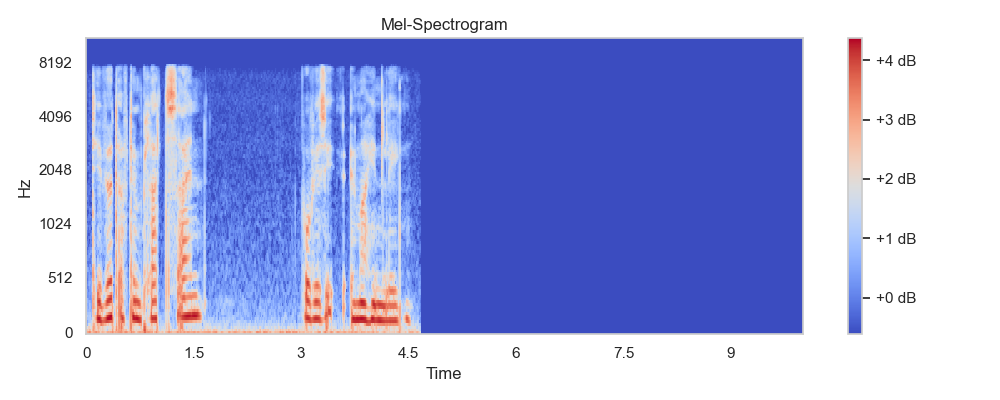 Mel-Spectrogram
8192
4096
2048
1024
512
0
Hz
0 1.5 3 4.5 6 7.5 9
Time
+4 dB
+3 dB
+2 dB
+1 dB
+0 dB